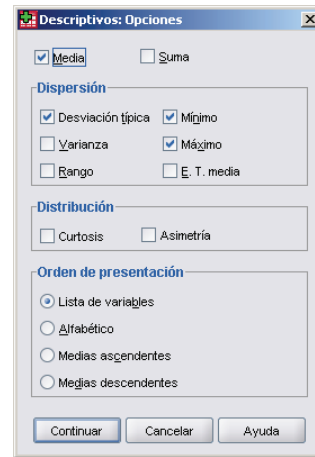 Descriptivos: Opciones
Media Suma
Dispersión
Desviación típica Mínimo
Varianza Máximo
Rango E. T. media
Distribución
Curtosis Asimetría
Orden de presentación
Lista de variables
Alfabético
Medias ascendentes
Medias descendentes
Continuar Cancelar Ayuda